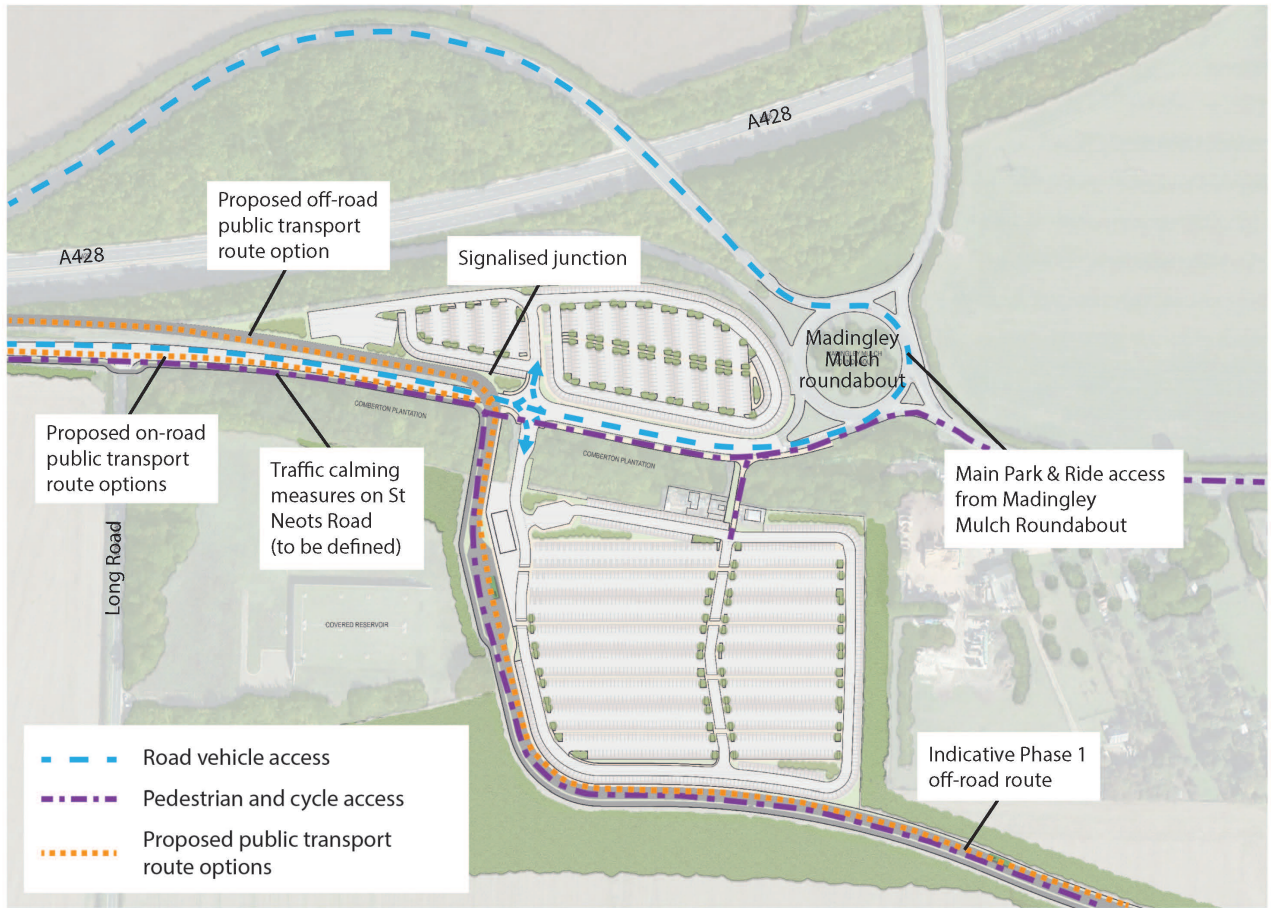 A428
Proposed off-road
public transport
route option
A428
Signalised junction
Madingley
Mulch
roundabout
COMBERTON PLANTATION
Proposed on-road
public transport
route options
Traffic calming
measures on St
Neots Road
(to be defined)
COMBERTON PLANTATION
Main Park & Ride access
from Madingley
Mulch Roundabout
Long Road
COVERED RESERVOIR
Road vehicle access
Pedestrian and cycle access
Proposed public transport
route options
Indicative Phase 1
off-road route